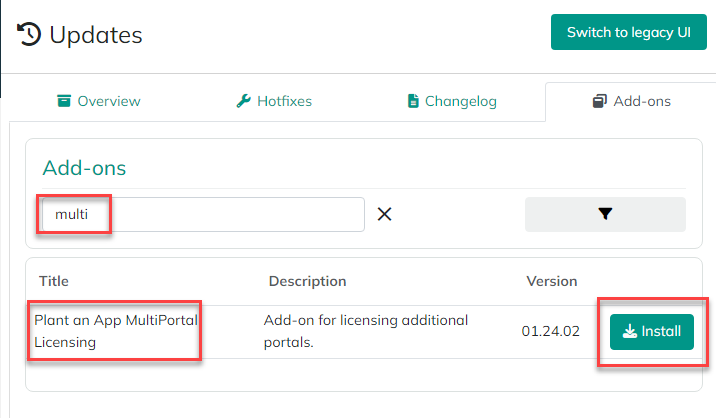 Updates
Switch to legacy UI
Overview
Hotfixes
Changelog
Add-ons
Add-ons
multi
Title Description Version
Plant an App MultiPortal
Licensing
Add-on for licensing additional
portals.
01.24.02
Install